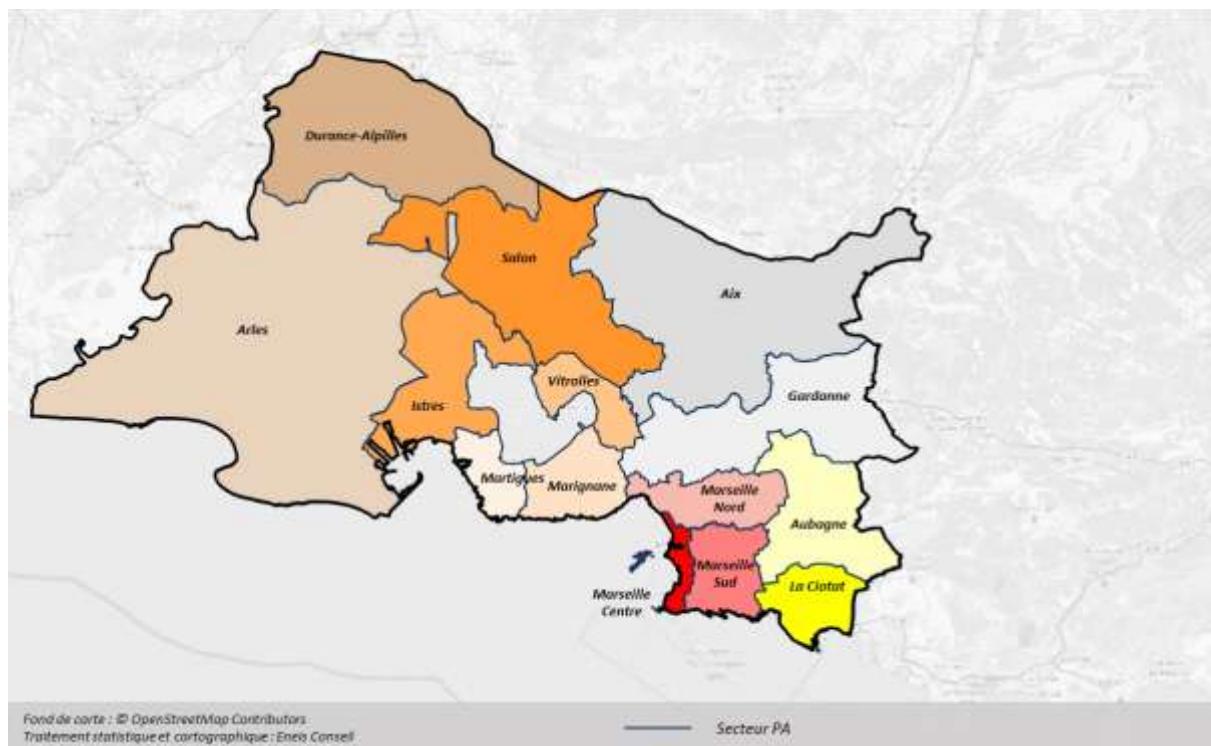 Durance-Alpilles
Salon
Aix
Arles
Vitrolles
Gardanne
Istres
Martigues
Marignane
Marseille
Nord
Aubagne
Marseille
Sud
La Ciotat
Marseille
Centre
Fond de carte : © OpenStreetMap Contributors
Traitement statistique et cartographique : Eneis Conseil
Secteur PA